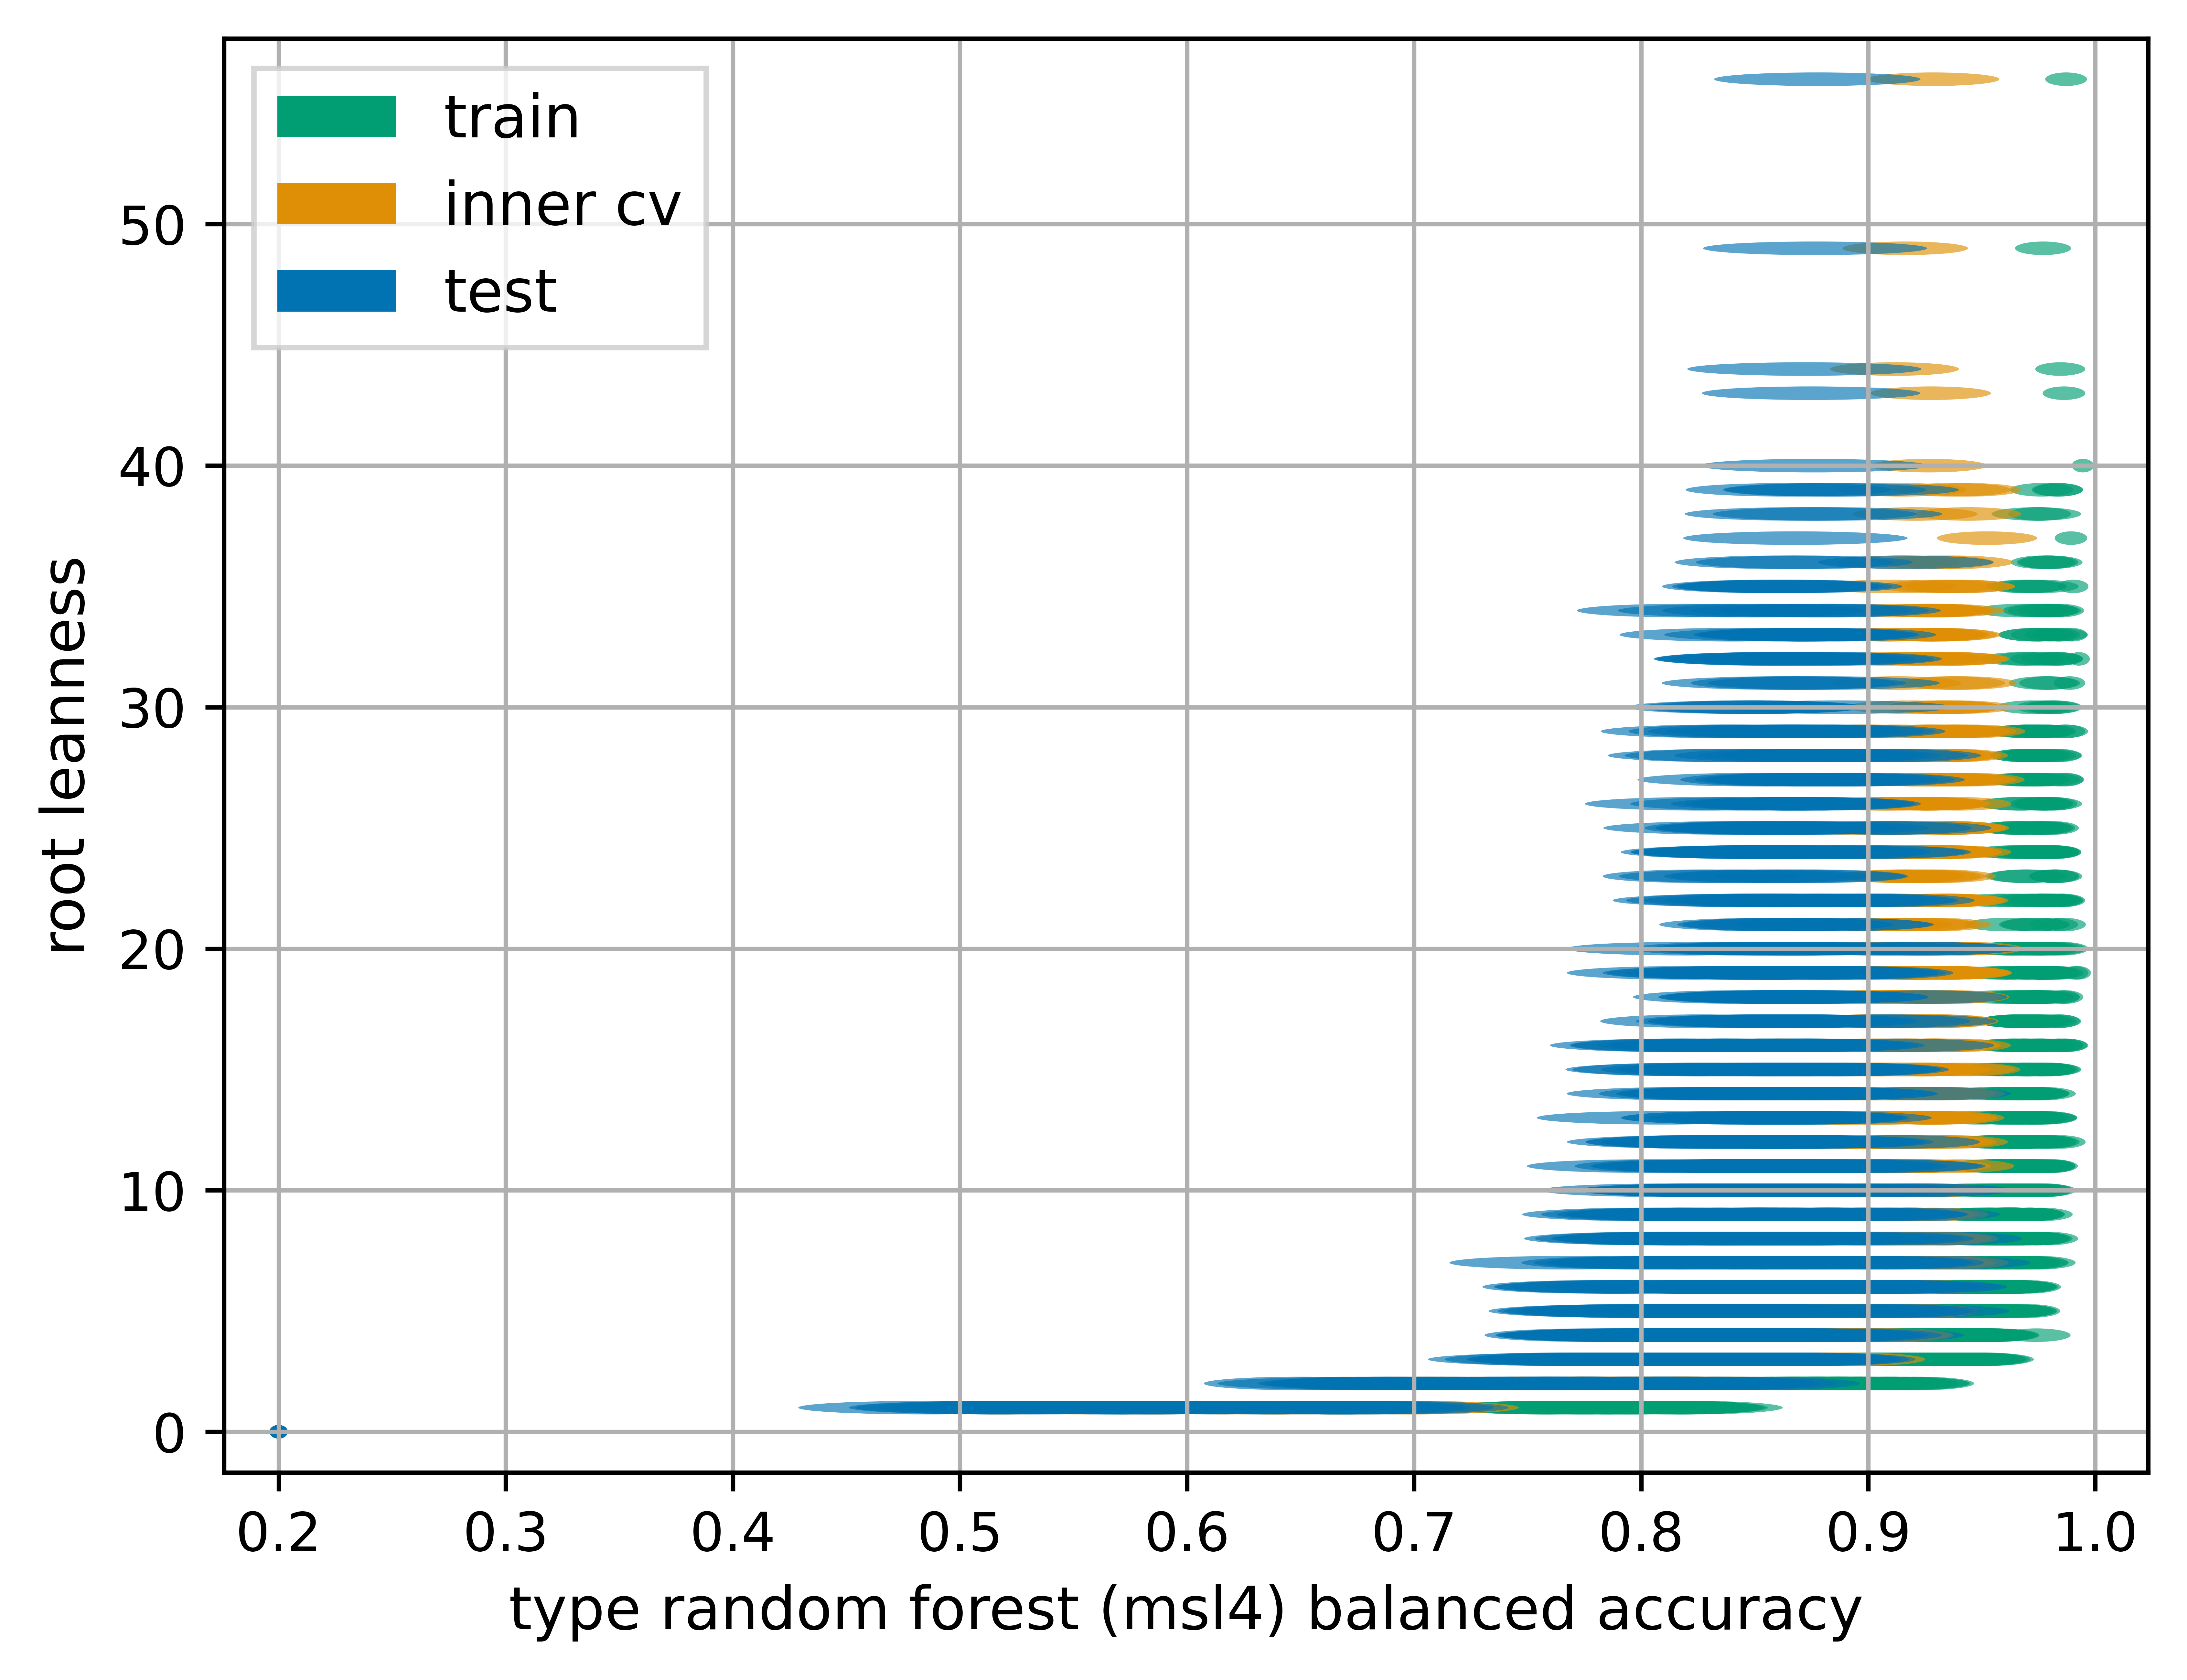 train
inner cv
test
50
40
30
20
10
0
root leanness
0.2 0.3 0.4 0.5 0.6 0.7 0.8 0.9 1.0
type random forest (msl4) balanced accuracy